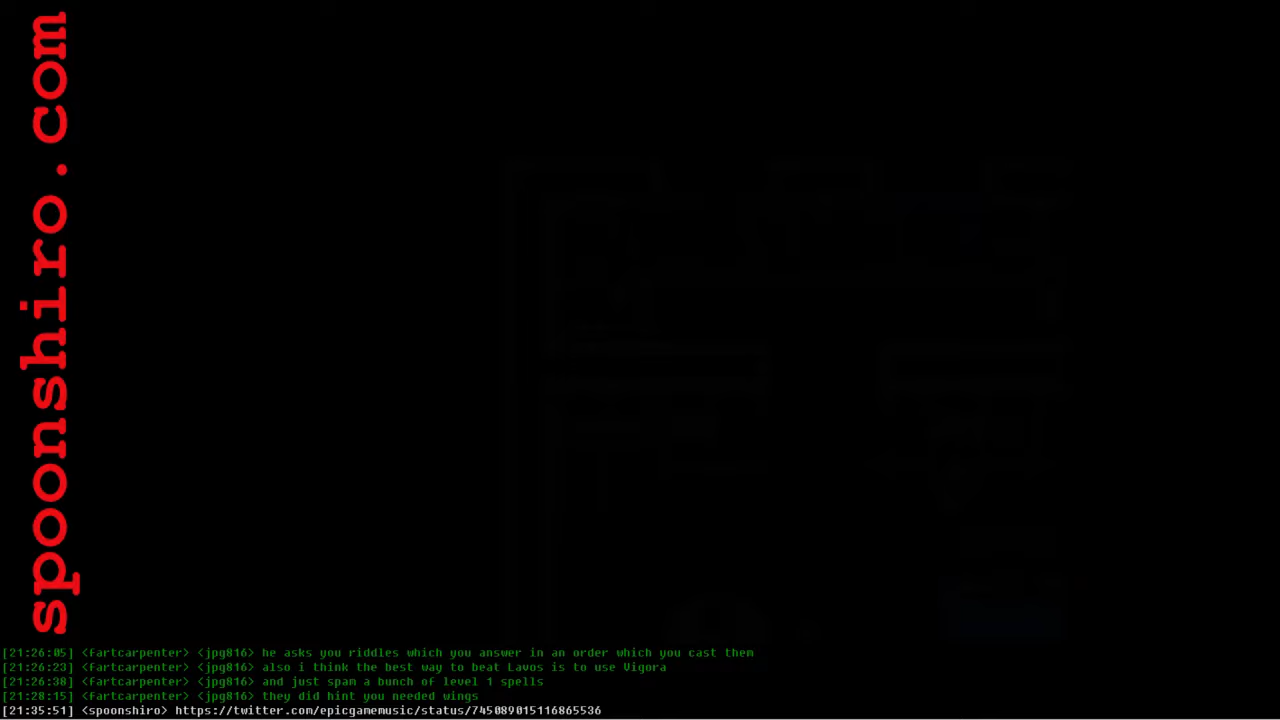 spoonshiro.com
[21:26:05] <fartcarpenter> <jpg816> he asks you riddles which you answer in an order which you cast them
[21:26:23] <fartcarpenter> <jpg816> also i think the best way to beat Lavos is to use Vigora
[21:26:38] <fartcarpenter> <jpg816> and just spam a bunch of level 1 spells
[21:28:15] <fartcarpenter> <jpg816> they did hint you needed wings
[21:35:51] <spoonshiro> https://twitter.com/epicgamemusic/status/745089015116865536